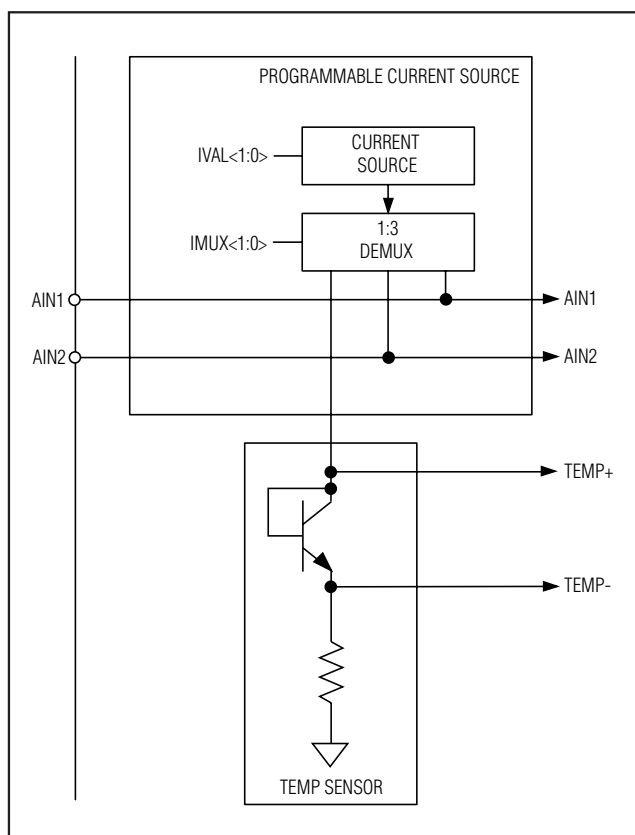 PROGRAMMABLE CURRENT SOURCE
CURRENT
SOURCE
IVAL<1:0>
1:3
DEMUX
IMUX<1:0>
AIN1
AIN1
AIN2
AIN2
TEMP+
TEMP-
TEMP SENSOR